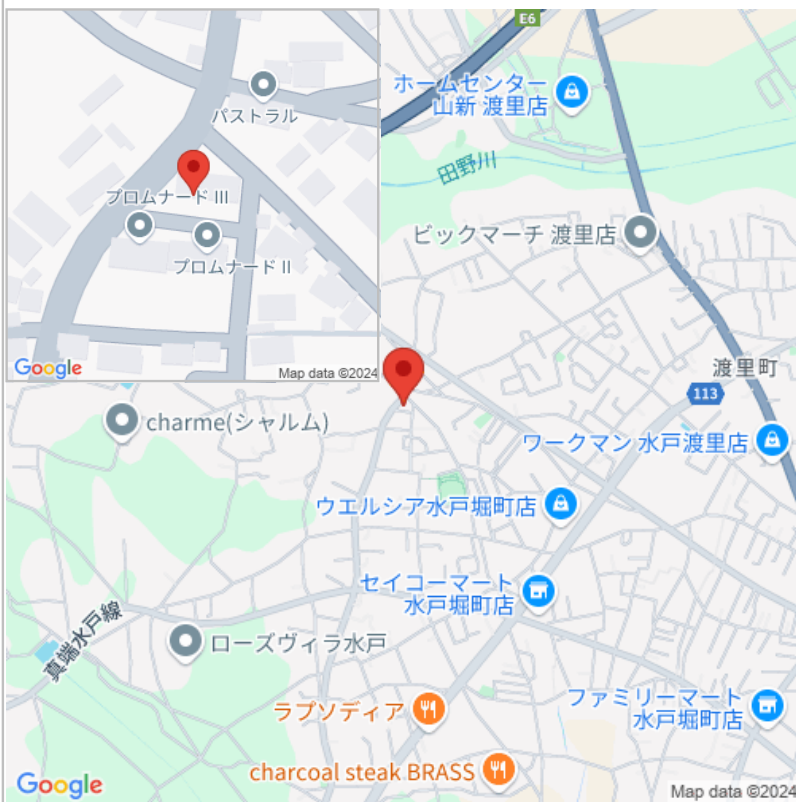 パストラル
プロムナード III
プロムナード II
Google
Map data ©2024
E6
ホームセンター
山新 渡里店
田野川
ビックマーチ 渡里店
渡里町
113
charme(シャルム)
ワークマン 水戸渡里店
ウエルシア水戸堀町店
セイコーマート
水戸堀町店
真端水戸線
ローズヴィラ水戸
ラプソディア
ファミリーマート
水戸堀町店
charcoal steak BRASS
Google
Map data ©2024